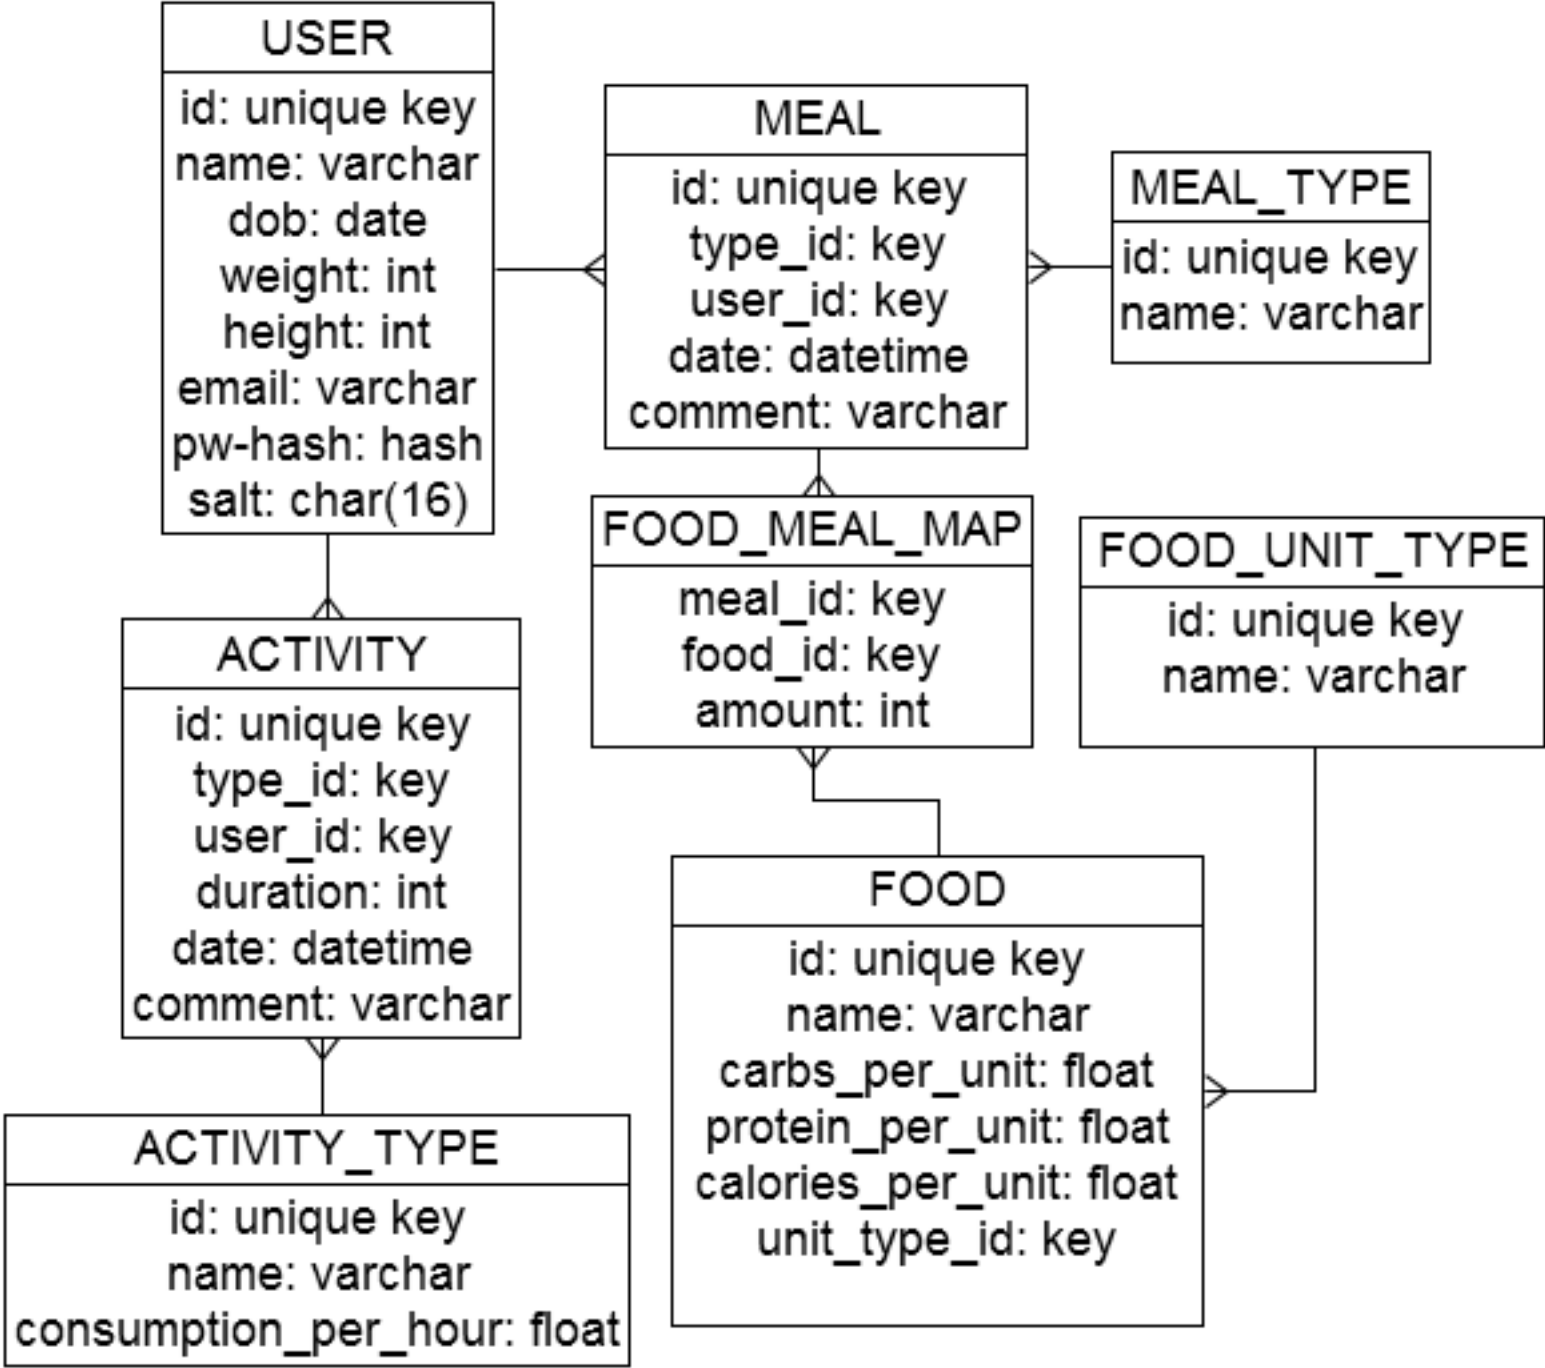 USER
id: unique key
name: varchar
dob: date
weight: int
height: int
email: varchar
pw-hash: hash
salt: char(16)
MEAL
id: unique key
type_id: key
user_id: key
date: datetime
comment: varchar
MEAL_TYPE
id: unique key
name: varchar
FOOD_MEAL_MAP
meal_id: key
food_id: key
amount: int
FOOD_UNIT_TYPE
id: unique key
name: varchar
ACTIVITY
id: unique key
type_id: key
user_id: key
duration: int
date: datetime
comment: varchar
FOOD
id: unique key
name: varchar
carbs_per_unit: float
protein_per_unit: float
calories_per_unit: float
unit_type_id: key
ACTIVITY_TYPE
id: unique key
name: varchar
consumption_per_hour: float